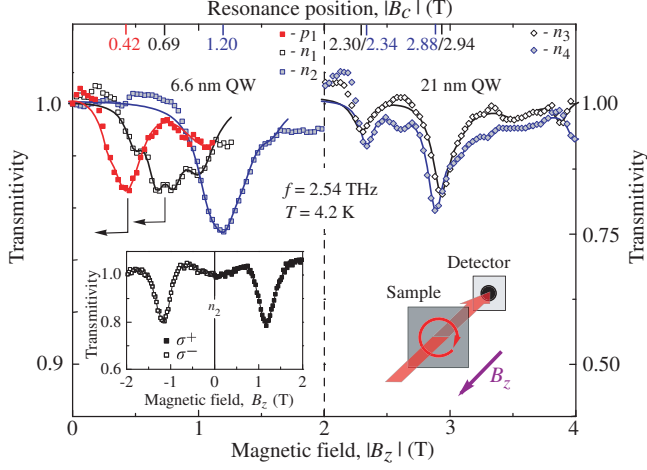 Resonance position, |B_c| (T)
0.42 0.69 1.20 2.30 2.34 2.88 2.94
- p₁
- n₁
- n₂
- n₃
- n₄
6.6 nm QW
21 nm QW
Transmitivity
1.0
0.9
f = 2.54 THz
T = 4.2 K
Transmitivity
1.2
1.0
0.8
0.6
n₂
σ+
σ−
-2 -1 0 1 2
Magnetic field, B_z (T)
Detector
Sample
B_z
1.00
0.75
0.50
Transmitivity
0 1 2 3 4
Magnetic field, |B_z| (T)